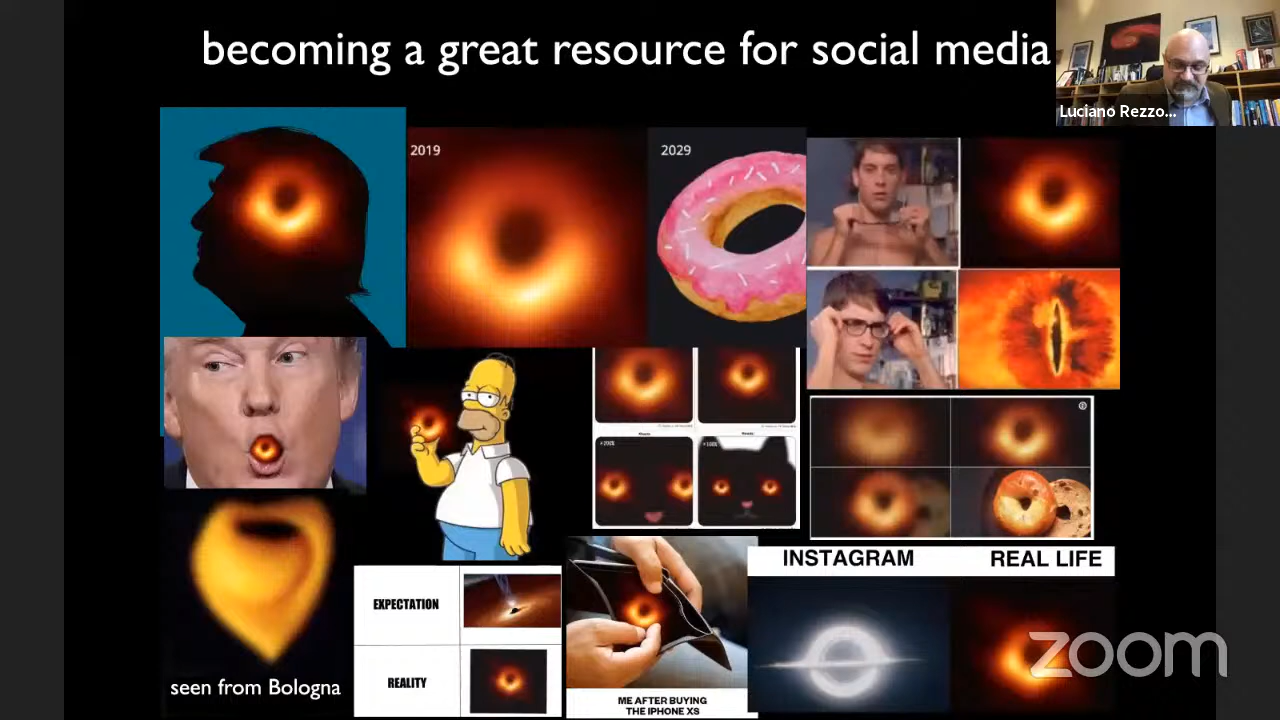 becoming a great resource for social media
Luciano Rezzo...
2019
2029
INSTAGRAM
REAL LIFE
EXPECTATION
REALITY
seen from Bologna
ME AFTER BUYING
THE IPHONE XS
zoom